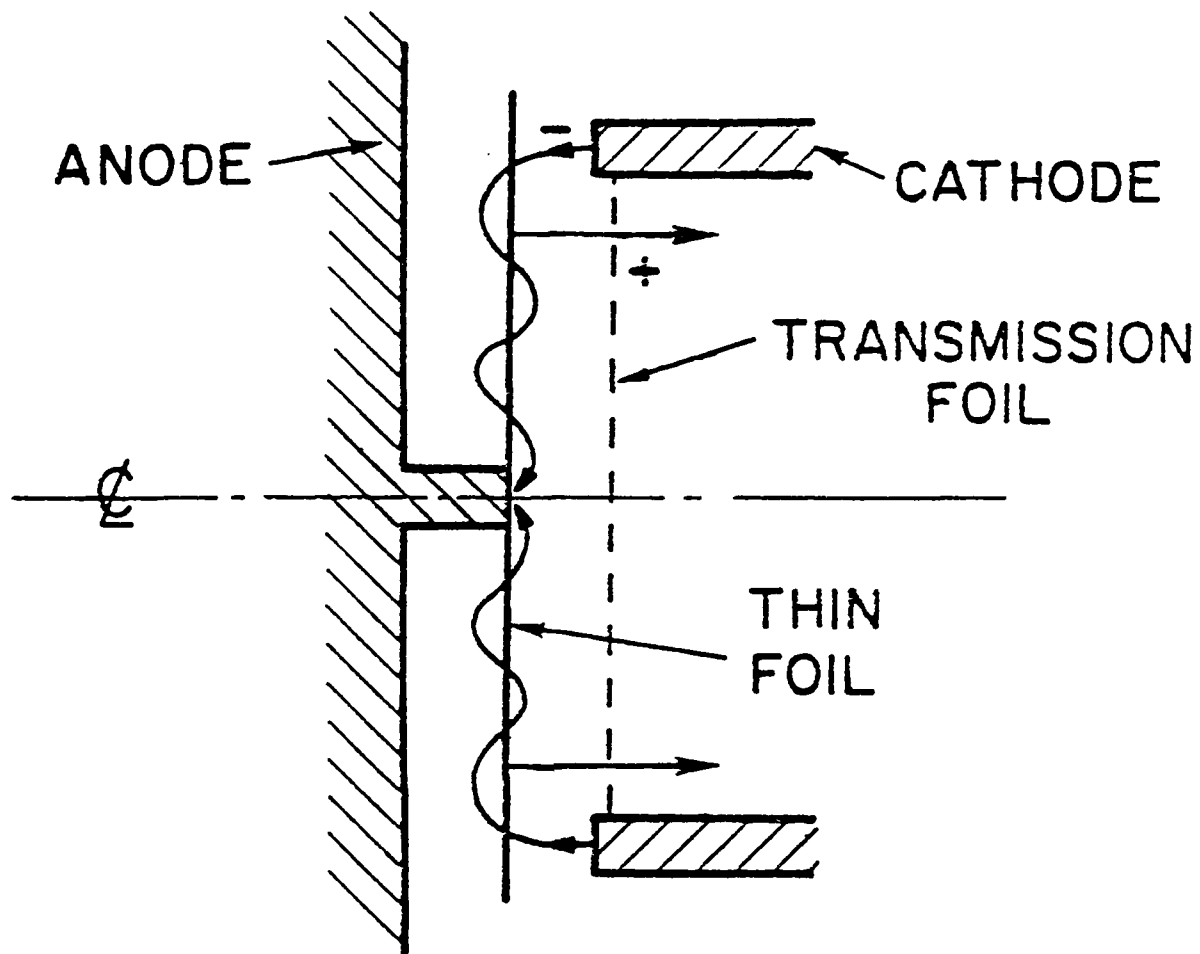 ANODE
−
CATHODE
+
TRANSMISSION
FOIL
℄
THIN
FOIL